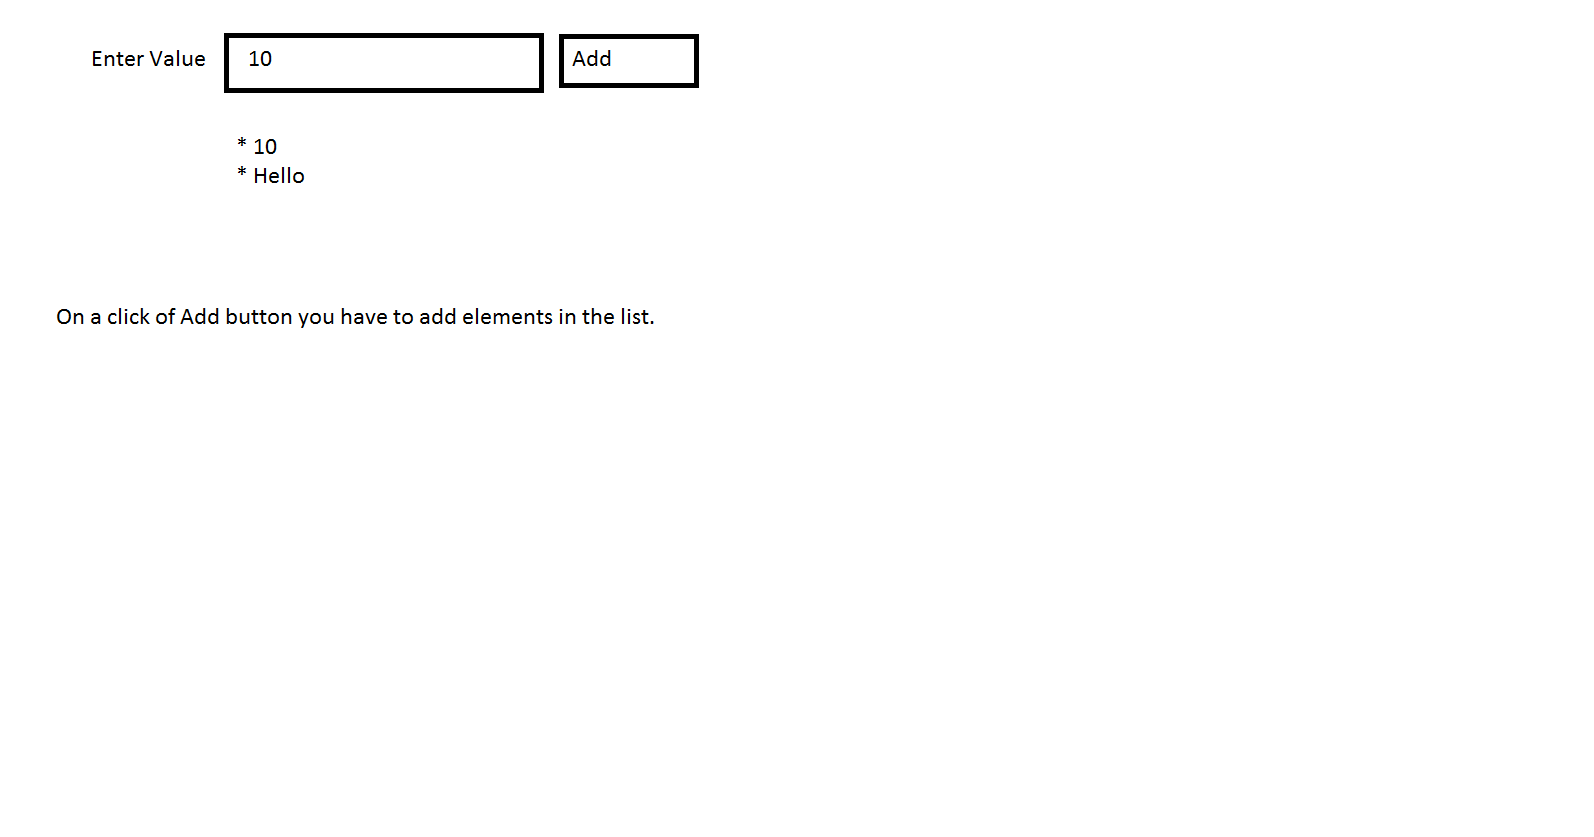 Enter Value 10 Add
* 10
* Hello
On a click of Add button you have to add elements in the list.